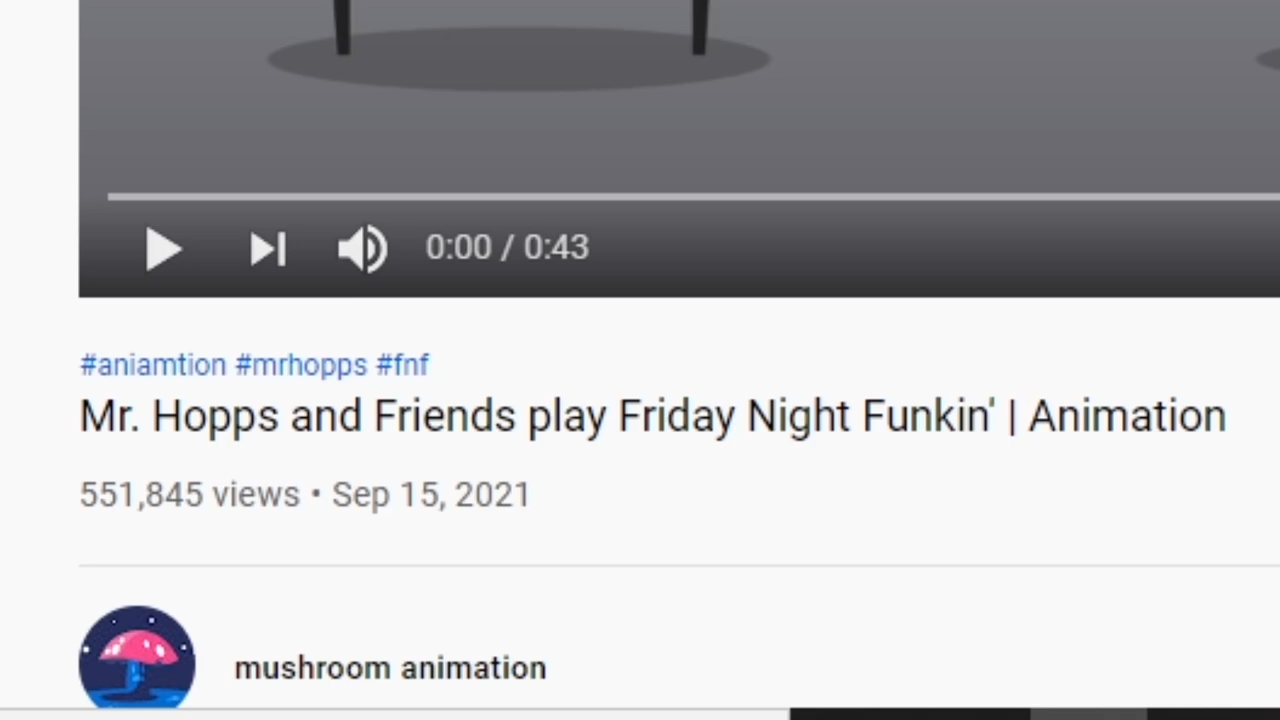 0:00 / 0:43
#aniamtion #mrhopps #fnf
Mr. Hopps and Friends play Friday Night Funkin' | Animation
551,845 views • Sep 15, 2021
mushroom animation